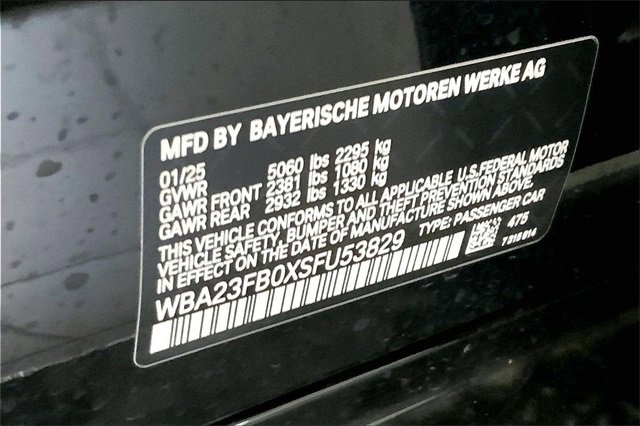 MFD BY BAYERISCHE MOTOREN WERKE AG
01/25 5060 lbs 2295 kg
GVWR
GAWR FRONT 2381 lbs 1080 kg
GAWR REAR 2932 lbs 1330 kg
THIS VEHICLE CONFORMS TO ALL APPLICABLE U.S.FEDERAL MOTOR
VEHICLE SAFETY, BUMPER AND THEFT PREVENTION STANDARDS
IN EFFECT ON THE DATE OF MANUFACTURE SHOWN ABOVE.
WBA23FB0XSFU53829 TYPE: PASSENGER CAR
475